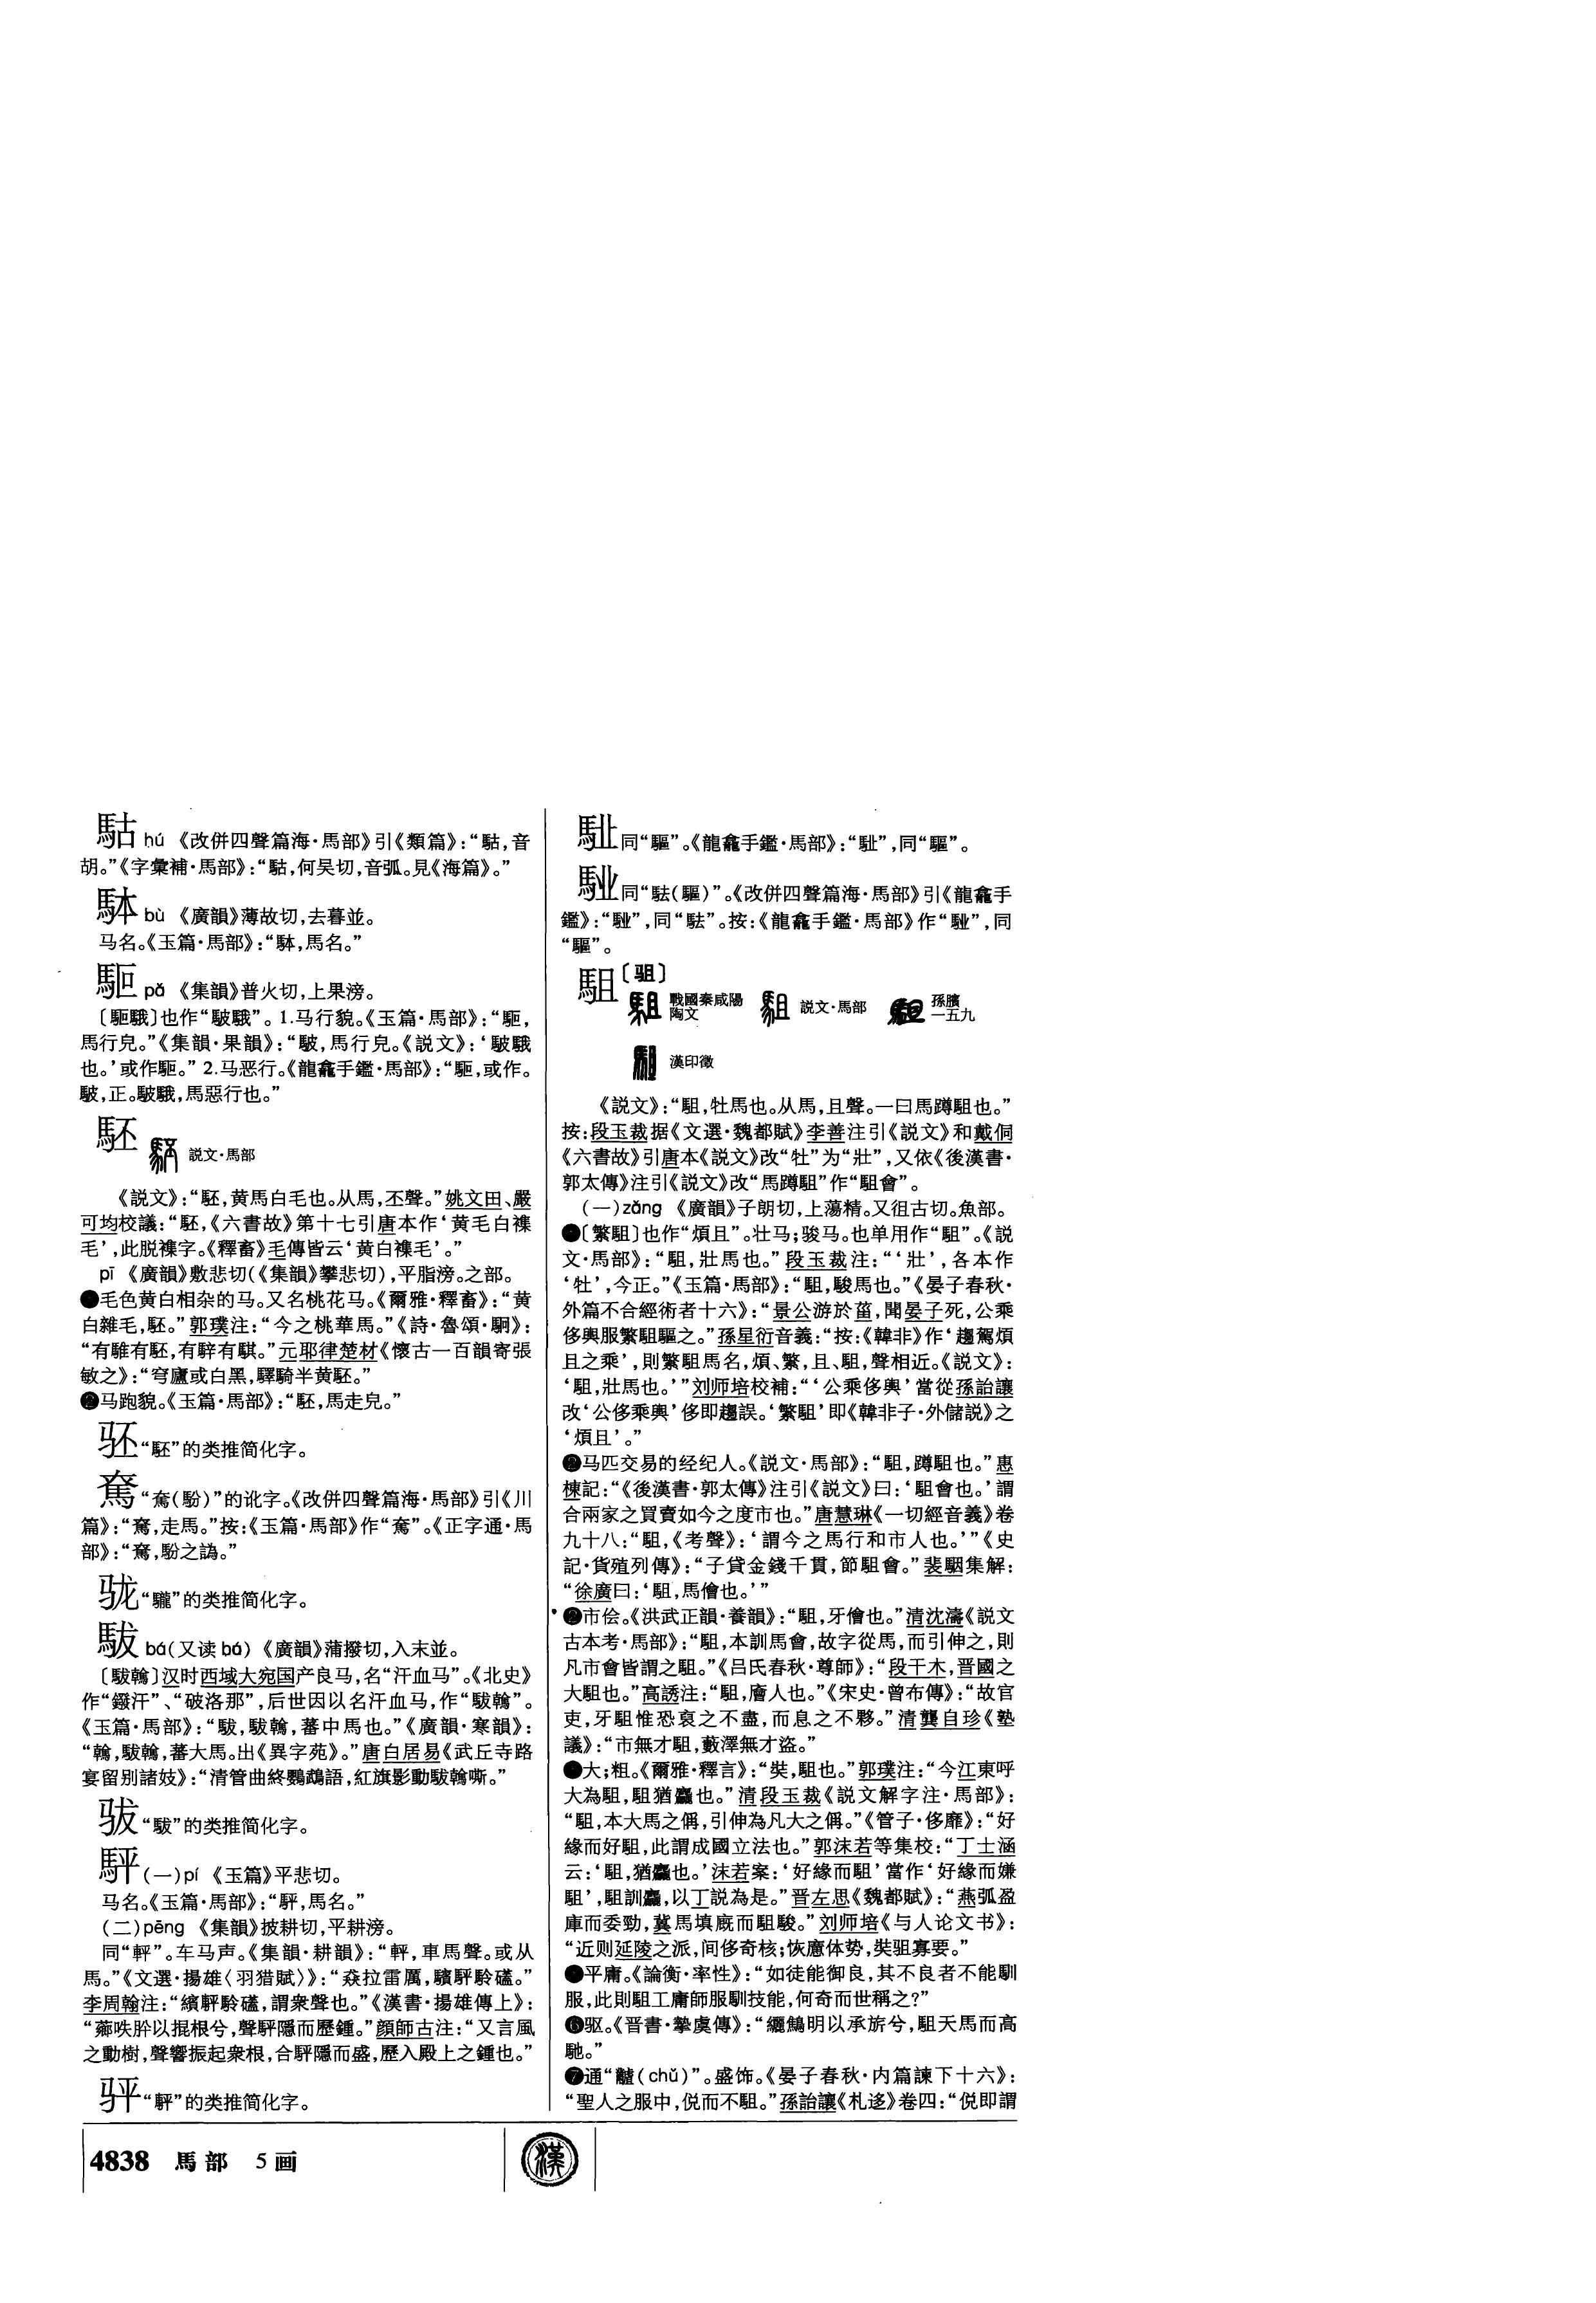 䮩 hú 《改併四聲篇海·馬部》引《類篇》：“䮩，音
胡。”《字彙補·馬部》：“䮩，何吴切，音弧。見《海篇》。”
䮀 bù 《廣韻》薄故切，去暮並。
马名。《玉篇·馬部》：“䮀，馬名。”
駏 pǒ 《集韻》普火切，上果滂。
〔駏騀〕也作“駊騀”。1.马行貌。《玉篇·馬部》：“駏，
馬行皃。”《集韻·果韻》：“駊，馬行皃。《説文》：‘駊騀
也。’或作駏。”2.马恶行。《龍龕手鑑·馬部》：“駏，或作。
駊，正。駊騀，馬惡行也。”
駓 説文·馬部
《説文》：“駓，黄馬白毛也。从馬，丕聲。”姚文田、嚴
可均校議：“駓，《六書故》第十七引唐本作‘黄毛白襍
毛’，此脱襍字。《釋畜》毛傳皆云‘黄白襍毛’。”
pī 《廣韻》敷悲切（《集韻》攀悲切），平脂滂。之部。
❶毛色黄白相杂的马。又名桃花马。《爾雅·釋畜》：“黄
白雜毛，駓。”郭璞注：“今之桃華馬。”《詩·魯頌·駉》：
“有騅有駓，有騂有騏。”元耶律楚材《懷古一百韻寄張
敏之》：“穹廬或白黑，驛騎半黄駓。”
❷马跑貌。《玉篇·馬部》：“駓，馬走皃。”
𬳵 “駓”的类推简化字。
“䭻（馚）”的讹字。《改併四聲篇海·馬部》引《川
篇》：“，走馬。”按：《玉篇·馬部》作“䭻”。《正字通·馬
部》：“，馚之譌。”
“驡”的类推简化字。
駊 bá（又读 bá） 《廣韻》蒲撥切，入末並。
〔䮂䮧〕汉时西域大宛国产良马，名“汗血马”。《北史》
作“鏺汗”、“破洛那”，后世因以名汗血马，作“䮂䮧”。
《玉篇·馬部》：“䮂，䮂䮧，蕃中馬也。”《廣韻·寒韻》：
“䮧，䮂䮧，蕃大馬。出《異字苑》。”唐白居易《武丘寺路
宴留别諸妓》：“清管曲終鸚鵡語，紅旗影動䮂䮧嘶。”
“䮂”的类推简化字。
駍 （一）pí 《玉篇》平悲切。
马名。《玉篇·馬部》：“駍，馬名。”
（二）pēng 《集韻》披耕切，平耕滂。
同“軯”。车马声。《集韻·耕韻》：“軯，車馬聲。或从
馬。”《文選·揚雄〈羽猎賦〉》：“猋拉雷厲，驞駍駖磕。”
李周翰注：“繽駍駖磕，謂衆聲也。”《漢書·揚雄傳上》：
“薌呹肸以掍根兮，聲駍隱而歷鍾。”顔師古注：“又言風
之動樹，聲響振起衆根，合駍隱而盛，歷入殿上之鍾也。”
“駍”的类推简化字。
同“驅”。《龍龕手鑑·馬部》：“”，同“驅”。
同“駈（驅）”。《改併四聲篇海·馬部》引《龍龕手
鑑》：“”，同“”。按：《龍龕手鑑·馬部》作“”，同
“驅”。
駔 〔驵〕
戰國秦咸陽陶文 説文·馬部 孫臏一五九
漢印徵
《説文》：“駔，牡馬也。从馬，且聲。一曰馬蹲駔也。”
按：段玉裁据《文選·魏都賦》李善注引《説文》和戴侗
《六書故》引唐本《説文》改“牡”为“壯”，又依《後漢書·
郭太傳》注引《説文》改“馬蹲駔”作“駔會”。
（一）zǎng 《廣韻》子朗切，上蕩精。又徂古切。魚部。
❶〔繁駔〕也作“煩且”。壮马；骏马。也单用作“駔”。《説
文·馬部》：“駔，壯馬也。”段玉裁注：“‘壯’，各本作
‘牡’，今正。”《玉篇·馬部》：“駔，駿馬也。”《晏子春秋·
外篇不合經術者十六》：“景公游於菑，聞晏子死，公乘
侈輿服繁駔驅之。”孫星衍音義：“按：《韓非》作‘趨駕煩
且之乘’，則繁駔馬名，煩、繁，且、駔，聲相近。《説文》：
‘駔，壯馬也。’”刘师培校補：“‘公乘侈輿’當從孫詒讓
改‘公侈乘輿’侈即趨誤。‘繁駔’即《韓非子·外儲説》之
‘煩且’。”
❷马匹交易的经纪人。《説文·馬部》：“駔，蹲駔也。”惠
棟記：“《後漢書·郭太傳》注引《説文》曰：‘駔會也。’謂
合兩家之買賣如今之度市也。”唐慧琳《一切經音義》卷
九十八：“駔，《考聲》：‘謂今之馬行和市人也。’”《史
記·貨殖列傳》：“子貸金錢千貫，節駔會。”裴駰集解：
“徐廣曰：‘駔，馬儈也。’”
❷市侩。《洪武正韻·養韻》：“駔，牙儈也。”清沈濤《説文
古本考·馬部》：“駔，本訓馬會，故字從馬，而引伸之，則
凡市會皆謂之駔。”《吕氏春秋·尊師》：“段干木，晋國之
大駔也。”高誘注：“駔，廥人也。”《宋史·曾布傳》：“故官
吏，牙駔惟恐裒之不盡，而息之不夥。”清龔自珍《塾
議》：“市無才駔，藪澤無才盗。”
大；粗。《爾雅·釋言》：“奘，駔也。”郭璞注：“今江東呼
大為駔，駔猶麤也。”清段玉裁《説文解字注·馬部》：
“駔，本大馬之偁，引伸為凡大之偁。”《管子·侈靡》：“好
緣而好駔，此謂成國立法也。”郭沫若等集校：“丁士涵
云：‘駔，猶麤也。’沫若案：‘好緣而駔’當作‘好緣而嫌
駔’，駔訓麤，以丁説為是。”晋左思《魏都賦》：“燕弧盈
庫而委勁，冀馬填廄而駔駿。”刘师培《与人论文书》：
“近则延陵之派，间侈奇核；恢㢝体势，奘驵寡要。”
平庸。《論衡·率性》：“如徒能御良，其不良者不能馴
服，此則駔工庸師服馴技能，何奇而世稱之？”
❻驱。《晋書·摯虞傳》：“纚鷦明以承旂兮，駔天馬而高
馳。”
❼通“䊝（chǔ）”。盛饰。《晏子春秋·内篇諫下十六》：
“聖人之服中，侻而不駔。”孫詒讓《札迻》卷四：“侻即謂
4838 馬部 5画
漢